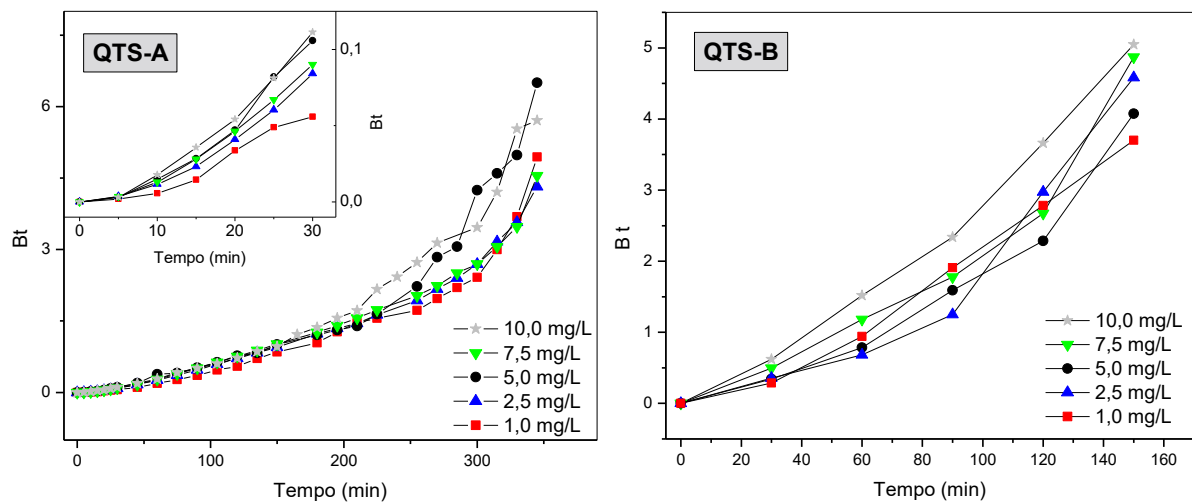 QTS-A
0,1
0,0
Bt
0
10
20
30
Tempo (min)
6
3
0
Bt
10,0 mg/L
7,5 mg/L
5,0 mg/L
2,5 mg/L
1,0 mg/L
0
100
200
300
Tempo (min)
QTS-B
5
4
3
2
1
0
B t
10,0 mg/L
7,5 mg/L
5,0 mg/L
2,5 mg/L
1,0 mg/L
0 20 40 60 80 100 120 140 160
Tempo (min)